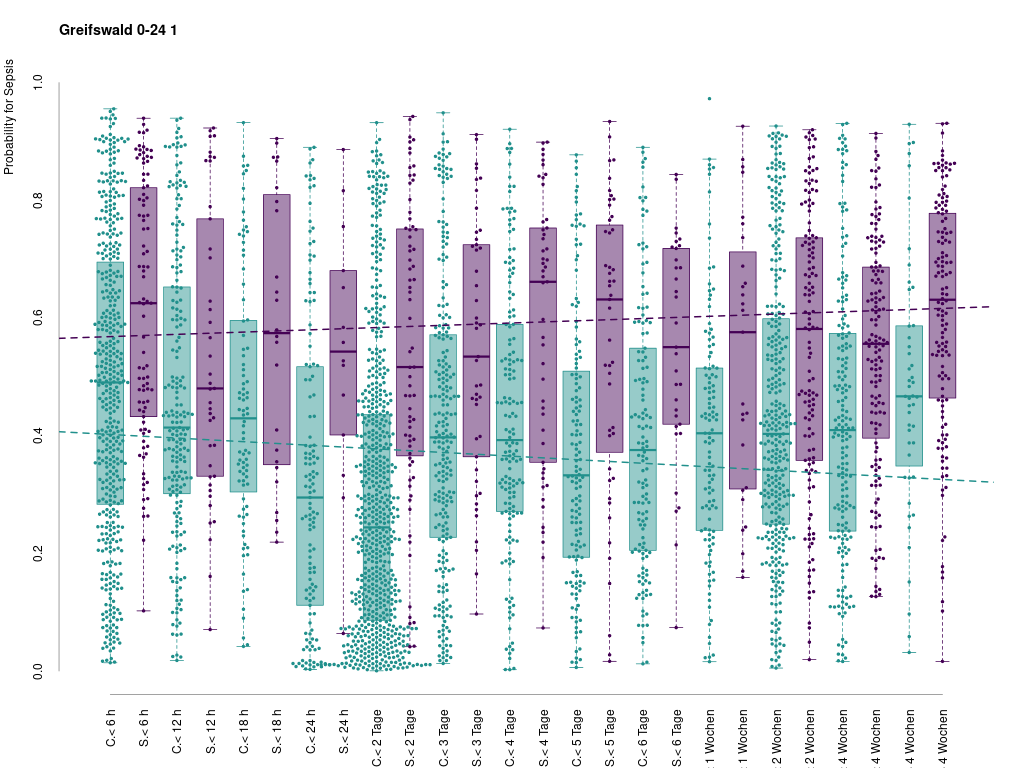 Greifswald 0-24 1
Probability for Sepsis
1.0
0.8
0.6
0.4
0.2
0.0
C.< 6 h
S.< 6 h
C.< 12 h
S.< 12 h
C.< 18 h
S.< 18 h
C.< 24 h
S.< 24 h
C.< 2 Tage
S.< 2 Tage
C.< 3 Tage
S.< 3 Tage
C.< 4 Tage
S.< 4 Tage
C.< 5 Tage
S.< 5 Tage
C.< 6 Tage
S.< 6 Tage
1 Wochen
1 Wochen
2 Wochen
2 Wochen
4 Wochen
4 Wochen
4 Wochen
4 Wochen